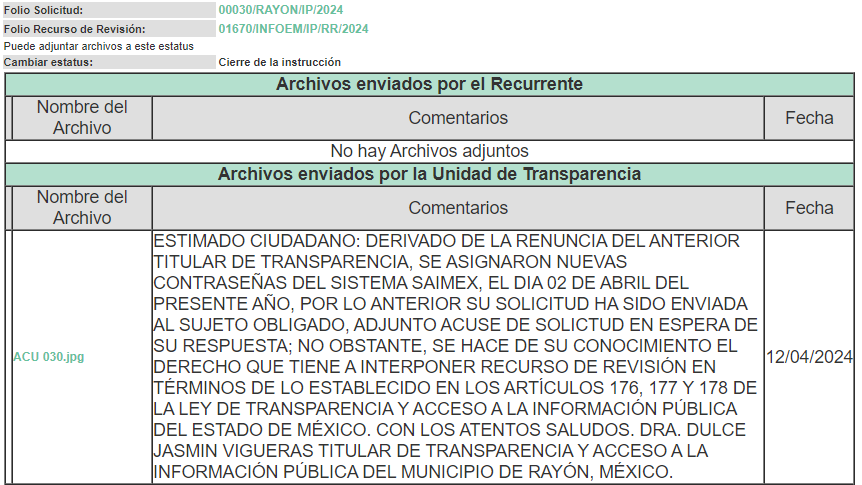 Folio Solicitud: 00030/RAYON/IP/2024
Folio Recurso de Revisión: 01670/INFOEM/IP/RR/2024
Puede adjuntar archivos a este estatus
Cambiar estatus: Cierre de la instrucción
Archivos enviados por el Recurrente
Nombre del
Archivo
Comentarios
Fecha
No hay Archivos adjuntos
Archivos enviados por la Unidad de Transparencia
Nombre del
Archivo
Comentarios
Fecha
ACU 030.jpg
ESTIMADO CIUDADANO: DERIVADO DE LA RENUNCIA DEL ANTERIOR
TITULAR DE TRANSPARENCIA, SE ASIGNARON NUEVAS
CONTRASEÑAS DEL SISTEMA SAIMEX, EL DIA 02 DE ABRIL DEL
PRESENTE AÑO, POR LO ANTERIOR SU SOLICITUD HA SIDO ENVIADA
AL SUJETO OBLIGADO, ADJUNTO ACUSE DE SOLICTUD EN ESPERA DE
SU RESPUESTA; NO OBSTANTE, SE HACE DE SU CONOCIMIENTO EL
DERECHO QUE TIENE A INTERPONER RECURSO DE REVISIÓN EN
TÉRMINOS DE LO ESTABLECIDO EN LOS ARTÍCULOS 176, 177 Y 178 DE
LA LEY DE TRANSPARENCIA Y ACCESO A LA INFORMACIÓN PÚBLICA
DEL ESTADO DE MÉXICO. CON LOS ATENTOS SALUDOS. DRA. DULCE
JASMIN VIGUERAS TITULAR DE TRANSPARENCIA Y ACCESO A LA
INFORMACIÓN PÚBLICA DEL MUNICIPIO DE RAYÓN, MÉXICO.
12/04/2024